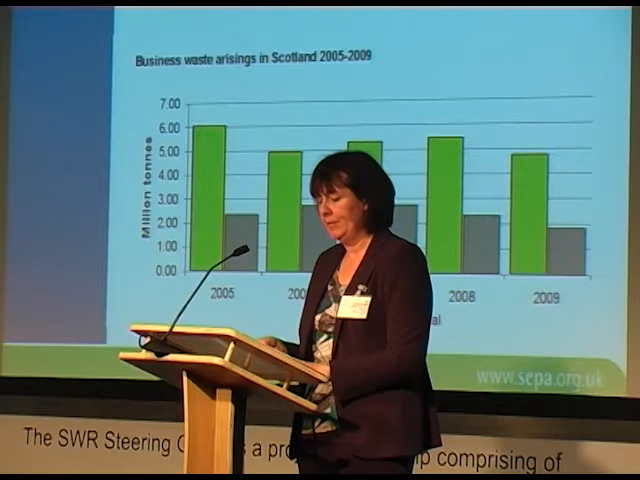 Business waste arisings in Scotland 2005-2009
7.00
6.00
5.00
4.00
3.00
2.00
1.00
0.00
Million tonnes
2005
200
2008
2009
al
www.sepa.org.uk
The SWR Steering G s a pro p comprising of